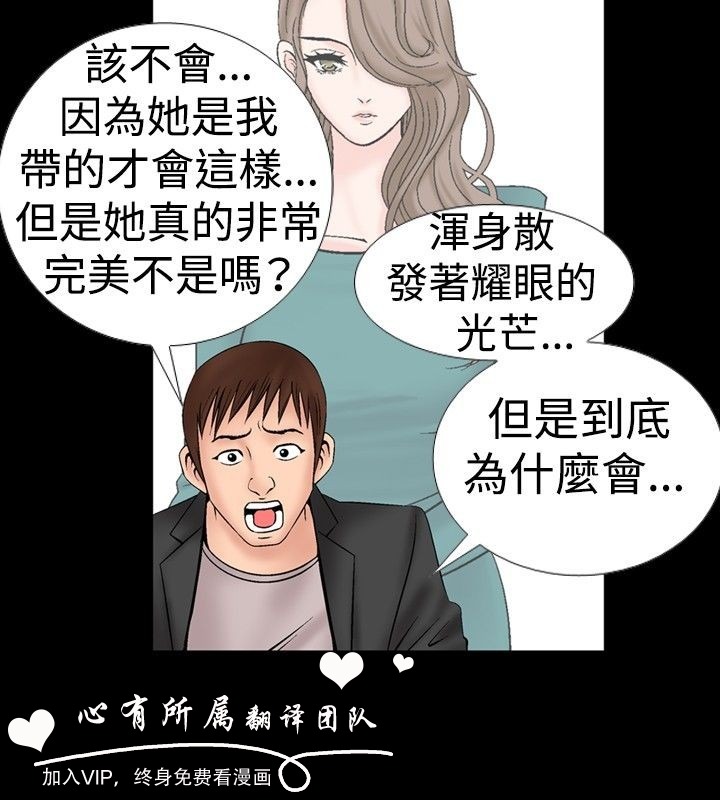 該不會...
因為她是我
帶的才會這樣...
但是她真的非常
完美不是嗎？
渾身散
發著耀眼的
光芒...
但是到底
為什麼會...
心有所属翻译团队
加入VIP，终身免费看漫画